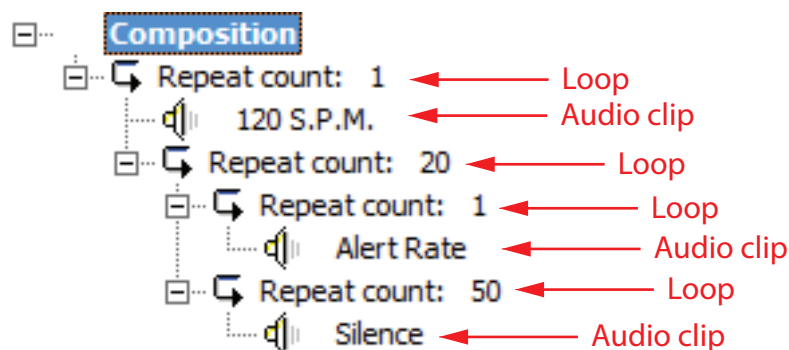 Composition
Repeat count: 1 Loop
120 S.P.M. Audio clip
Repeat count: 20 Loop
Repeat count: 1 Loop
Alert Rate Audio clip
Repeat count: 50 Loop
Silence Audio clip